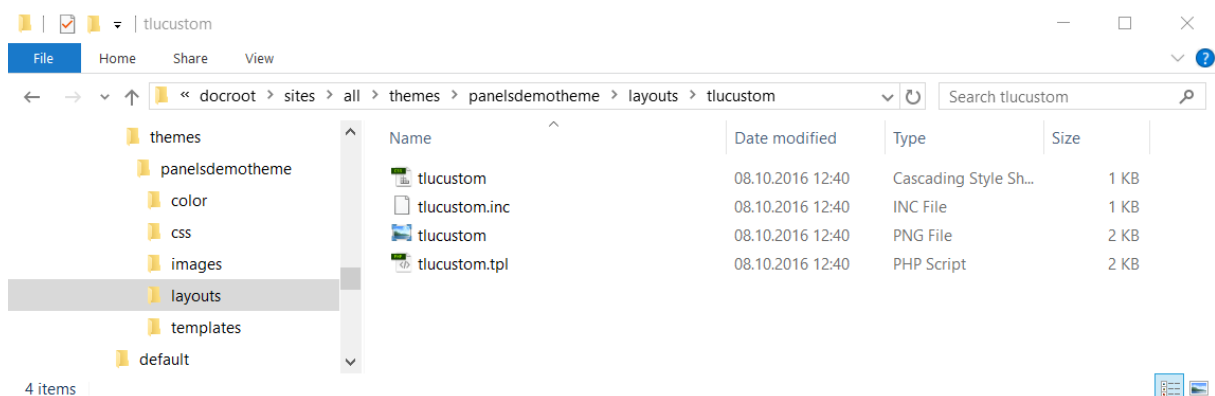 tlucustom
File Home Share View
« docroot > sites > all > themes > panelsdemotheme > layouts > tlucustom Search tlucustom
themes
panelsdemotheme
color
css
images
layouts
templates
default
Name Date modified Type Size
tlucustom 08.10.2016 12:40 Cascading Style Sh... 1 KB
tlucustom.inc 08.10.2016 12:40 INC File 1 KB
tlucustom 08.10.2016 12:40 PNG File 2 KB
tlucustom.tpl 08.10.2016 12:40 PHP Script 2 KB
4 items